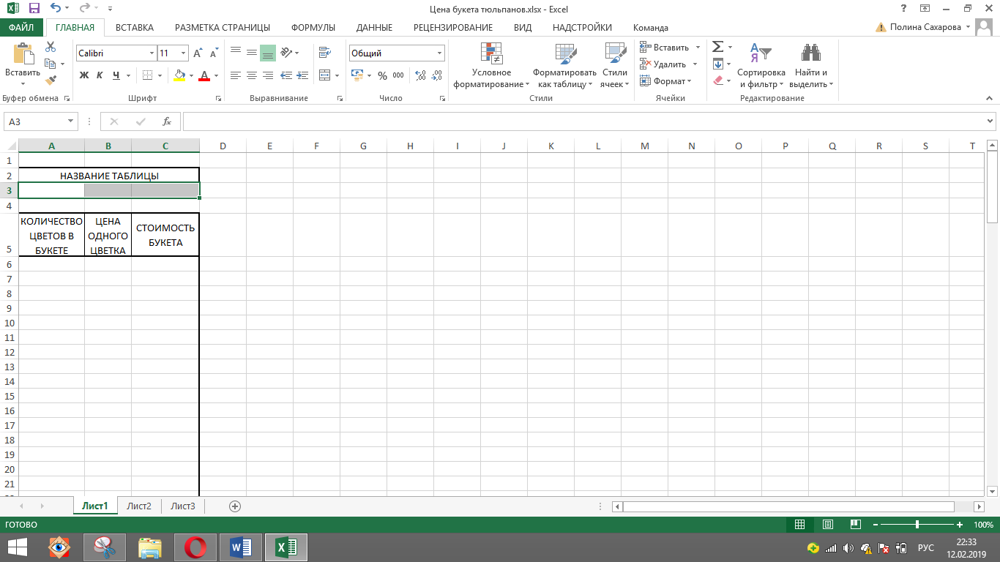 Цена букета тюльпанов.xlsx - Excel
?
ФАЙЛ ГЛАВНАЯ ВСТАВКА РАЗМЕТКА СТРАНИЦЫ ФОРМУЛЫ ДАННЫЕ РЕЦЕНЗИРОВАНИЕ ВИД НАДСТРОЙКИ Команда Полина Сахарова
Вставить
Буфер обмена
Calibri 11
Ж К Ч
Шрифт
Выравнивание
Общий
% 000
Число
Условное форматирование
Форматировать как таблицу
Стили ячеек
Стили
Вставить
Удалить
Формат
Ячейки
Сортировка и фильтр
Найти и выделить
Редактирование
A3
fx
A B C D E F G H I J K L M N O P Q R S T
1
2 НАЗВАНИЕ ТАБЛИЦЫ
3
4
5 КОЛИЧЕСТВО ЦВЕТОВ В БУКЕТЕ ЦЕНА ОДНОГО ЦВЕТКА СТОИМОСТЬ БУКЕТА
6
7
8
9
10
11
12
13
14
15
16
17
18
19
20
21
Лист1 Лист2 Лист3
ГОТОВО
100%
РУС
22:33
12.02.2019